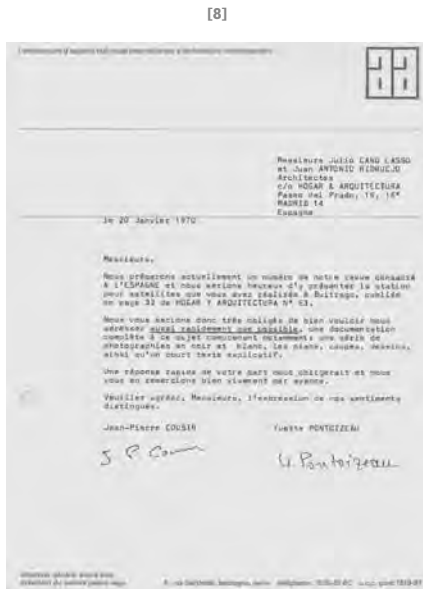 [8]
Messieurs Julio CANO LASSO
et Juan ANTONIO RIDRUEJO
Architectes
c/o HOGAR & ARQUITECTURA
Paseo del Prado, 18,
MADRID 14
Espagne
le 20 Janvier 1970
Messieurs,
Nous préparons actuellement un numéro de notre revue consacré
à l'ESPAGNE et nous serions heureux d'y présenter la station
pour satellites que vous avez réalisée à Buitrago, publiée
en page 32 de HOGAR Y ARQUITECTURA N°
Nous vous serions donc très obligés de bien vouloir nous
adresser aussi rapidement que possible, une documentation
complète à ce sujet comprenant notamment une série de
photographies en noir et blanc, les plans, coupes, dessins,
ainsi qu'un court texte explicatif.
Une réponse rapide de votre part nous obligerait et nous
vous en remercions bien vivement par avance.
Veuillez agréer, Messieurs, l'expression de nos sentiments
distingués.
Jean-Pierre COUSIN Yvette PONTOIZEAU
J P Cousin Y. Pontoizeau